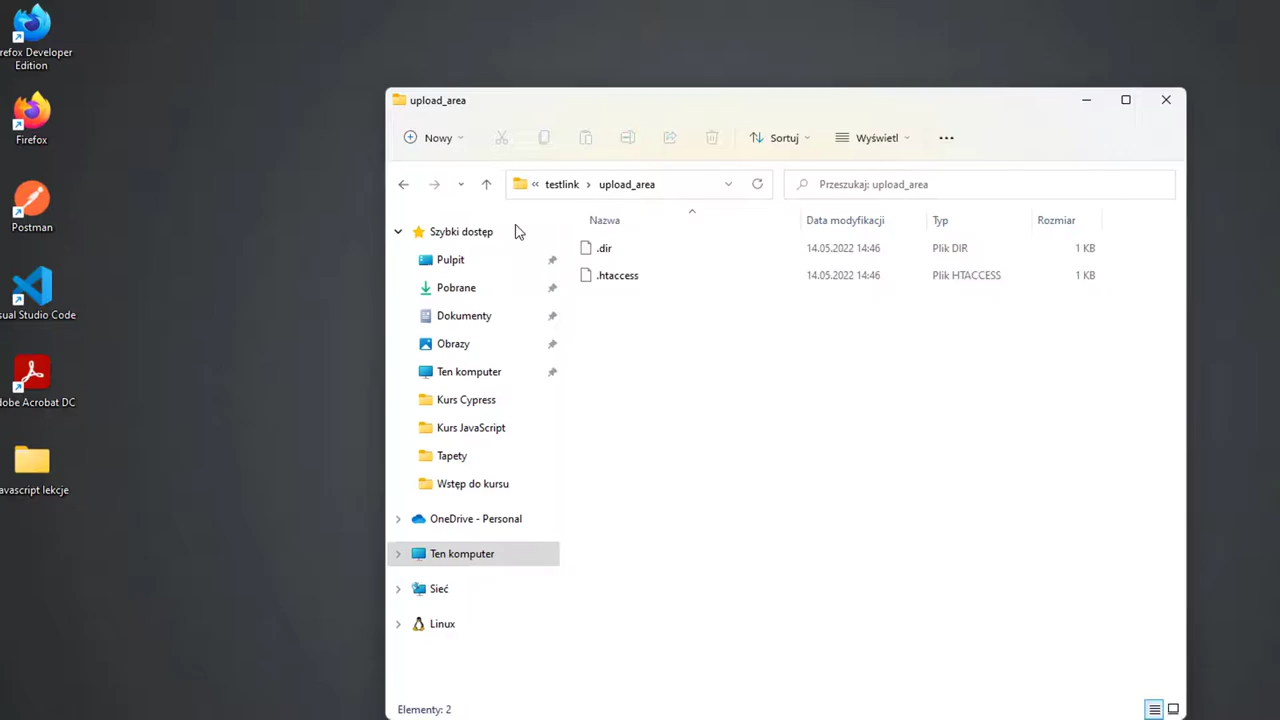 refox Developer
Edition
Firefox
Postman
isual Studio Code
dobe Acrobat DC
avascript lekcje
upload_area
Nowy
Sortuj
Wyświetl
testlink
upload_area
Przeszukaj: upload_area
Nazwa
Data modyfikacji
Typ
Rozmiar
.dir
14.05.2022 14:46
Plik DIR
1 KB
.htaccess
14.05.2022 14:46
Plik HTACCESS
1 KB
Szybki dostęp
Pulpit
Pobrane
Dokumenty
Obrazy
Ten komputer
Kurs Cypress
Kurs JavaScript
Tapety
Wstęp do kursu
OneDrive - Personal
Ten komputer
Sieć
Linux
Elementy: 2